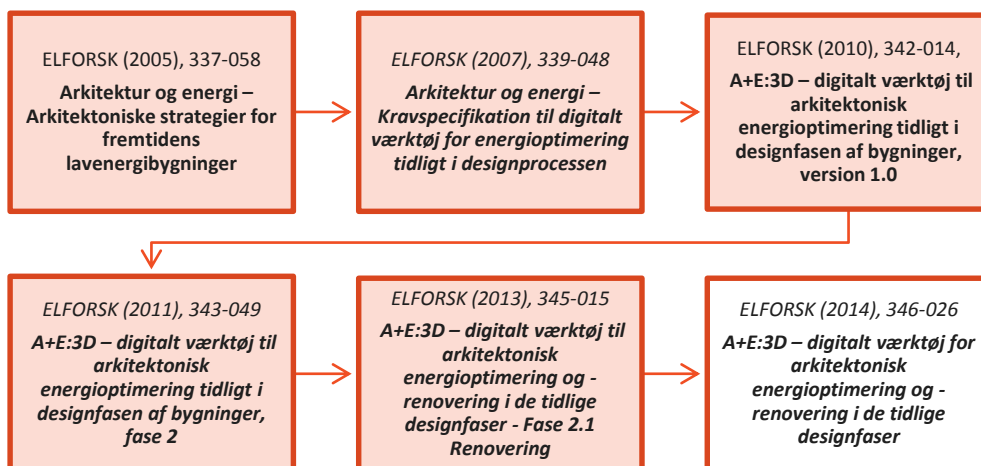 ELFORSK (2005), 337-058
Arkitektur og energi –
Arkitektoniske strategier for
fremtidens
lavenergibygninger
ELFORSK (2007), 339-048
Arkitektur og energi –
Kravspecifikation til digitalt
værktøj for energioptimering
tidligt i designprocessen
ELFORSK (2010), 342-014,
A+E:3D – digitalt værktøj til
arkitektonisk
energioptimering tidligt i
designfasen af bygninger,
version 1.0
ELFORSK (2011), 343-049
A+E:3D – digitalt værktøj til
arkitektonisk
energioptimering tidligt i
designfasen af bygninger,
fase 2
ELFORSK (2013), 345-015
A+E:3D – digitalt værktøj til
arkitektonisk
energioptimering og -
renovering i de tidlige
designfaser - Fase 2.1
Renovering
ELFORSK (2014), 346-026
A+E:3D – digitalt værktøj for
arkitektonisk
energioptimering og -
renovering i de tidlige
designfaser